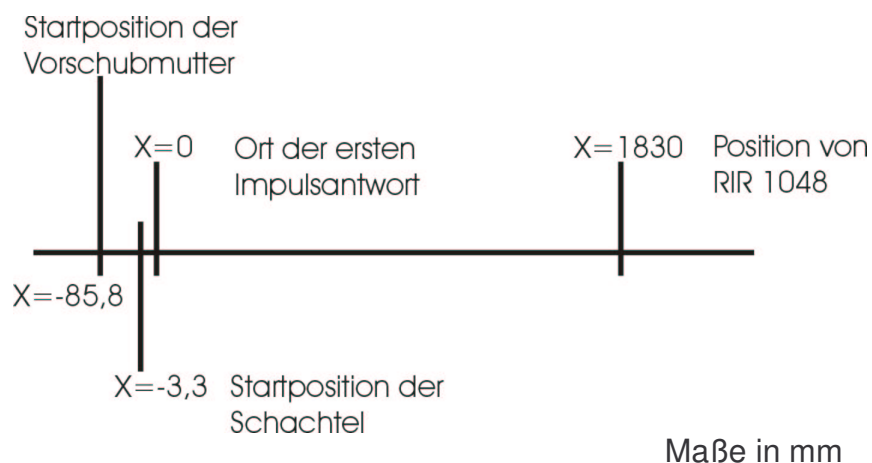 Startposition der
Vorschubmutter
X=0
Ort der ersten
Impulsantwort
X=1830
Position von
RIR 1048
X=-85,8
X=-3,3
Startposition der
Schachtel
Maße in mm